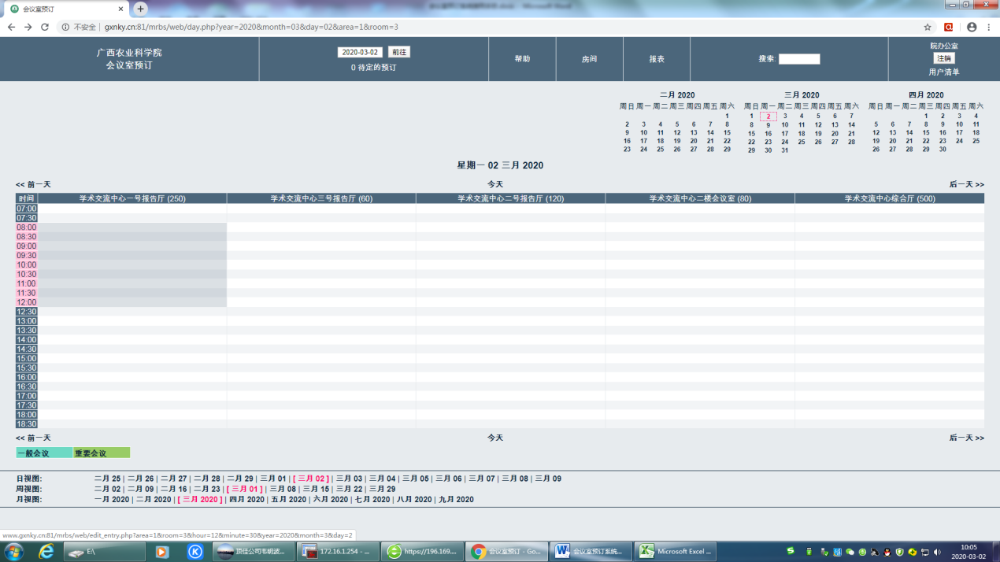 会议室预订
不安全 | gxnky.cn:81/mrbs/web/day.php?year=2020&month=03&day=02&area=1&room=3
广西农业科学院
会议室预订
2020-03-02 前往
0 待定的预订
帮助
房间
报表
搜索:
院办公室
注销
用户清单
二月 2020 三月 2020 四月 2020
周日 周一 周二 周三 周四 周五 周六 周日 周一 周二 周三 周四 周五 周六 周日 周一 周二 周三 周四 周五 周六
1 1 2 3 4 5 6 7 1 2 3 4
2 3 4 5 6 7 8 8 9 10 11 12 13 14 5 6 7 8 9 10 11
9 10 11 12 13 14 15 15 16 17 18 19 20 21 12 13 14 15 16 17 18
16 17 18 19 20 21 22 22 23 24 25 26 27 28 19 20 21 22 23 24 25
23 24 25 26 27 28 29 29 30 31 26 27 28 29 30
星期一 02 三月 2020
<< 前一天 今天 后一天 >>
时间 学术交流中心一号报告厅 (250) 学术交流中心三号报告厅 (60) 学术交流中心二号报告厅 (120) 学术交流中心二楼会议室 (80) 学术交流中心综合厅 (500)
07:00
07:30
08:00
08:30
09:00
09:30
10:00
10:30
11:00
11:30
12:00
12:30
13:00
13:30
14:00
14:30
15:00
15:30
16:00
16:30
17:00
17:30
18:00
18:30
<< 前一天 今天 后一天 >>
一般会议 重要会议
日视图: 二月 25 | 二月 26 | 二月 27 | 二月 28 | 二月 29 | 三月 01 | [ 三月 02 ] | 三月 03 | 三月 04 | 三月 05 | 三月 06 | 三月 07 | 三月 08 | 三月 09
周视图: 二月 02 | 二月 09 | 二月 16 | 二月 23 | [ 三月 01 ] | 三月 08 | 三月 15 | 三月 22 | 三月 29
月视图: 一月 2020 | 二月 2020 | [ 三月 2020 ] | 四月 2020 | 五月 2020 | 六月 2020 | 七月 2020 | 八月 2020 | 九月 2020
www.gxnky.cn:81/mrbs/web/edit_entry.php?area=1&room=3&hour=12&minute=30&year=2020&month=3&day=2
E:\ 顶佳公司韦明波... 172.16.1.254 - ... https://196.169.... 会议室预订 - Go... 会议室预订系统... Microsoft Excel ... 10:05
2020-03-02